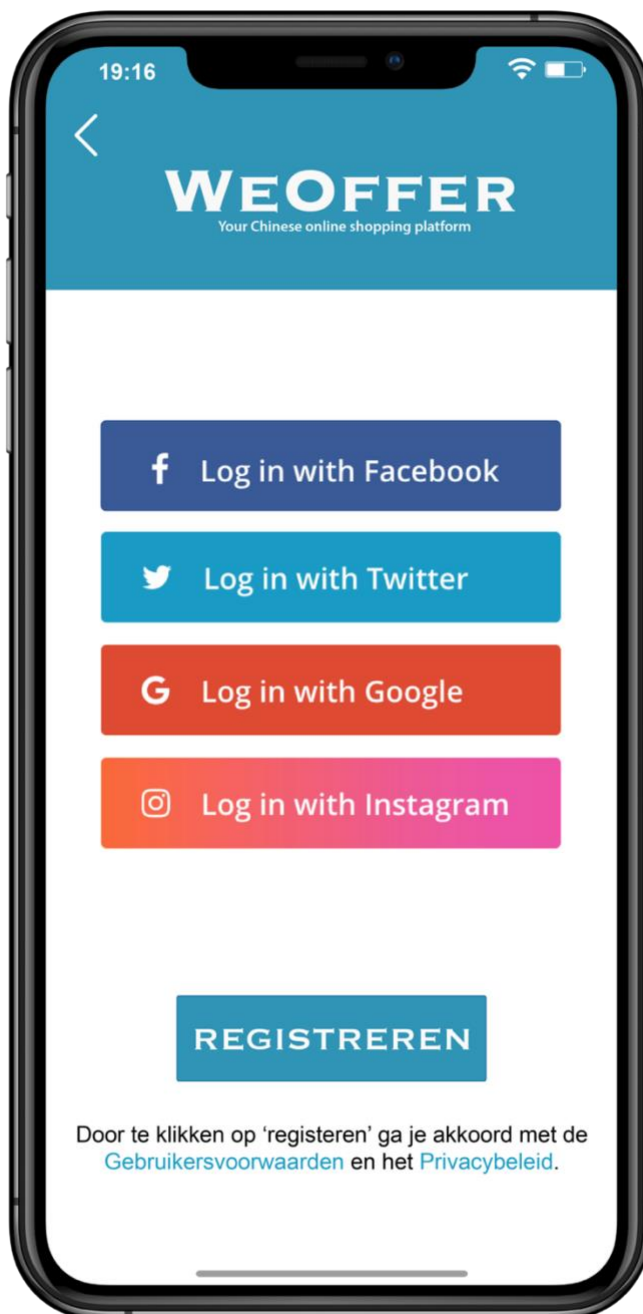 19:16
WEOFFER
Your Chinese online shopping platform
f Log in with Facebook
Log in with Twitter
G Log in with Google
Log in with Instagram
REGISTREREN
Door te klikken op ‘registeren’ ga je akkoord met de
Gebruikersvoorwaarden en het Privacybeleid.